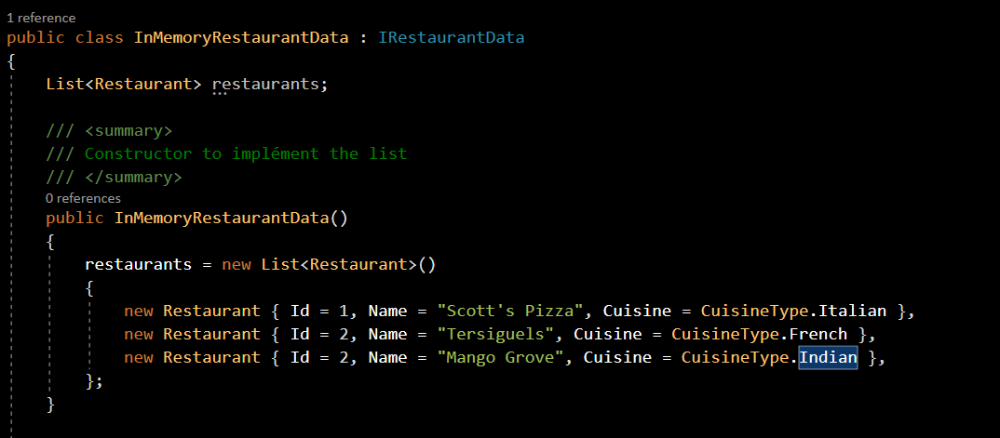 1 reference
public class InMemoryRestaurantData : IRestaurantData
{
List<Restaurant> restaurants;
/// <summary>
/// Constructor to implément the list
/// </summary>
0 references
public InMemoryRestaurantData()
{
restaurants = new List<Restaurant>()
{
new Restaurant { Id = 1, Name = "Scott's Pizza", Cuisine = CuisineType.Italian },
new Restaurant { Id = 2, Name = "Tersiguels", Cuisine = CuisineType.French },
new Restaurant { Id = 2, Name = "Mango Grove", Cuisine = CuisineType.Indian },
};
}